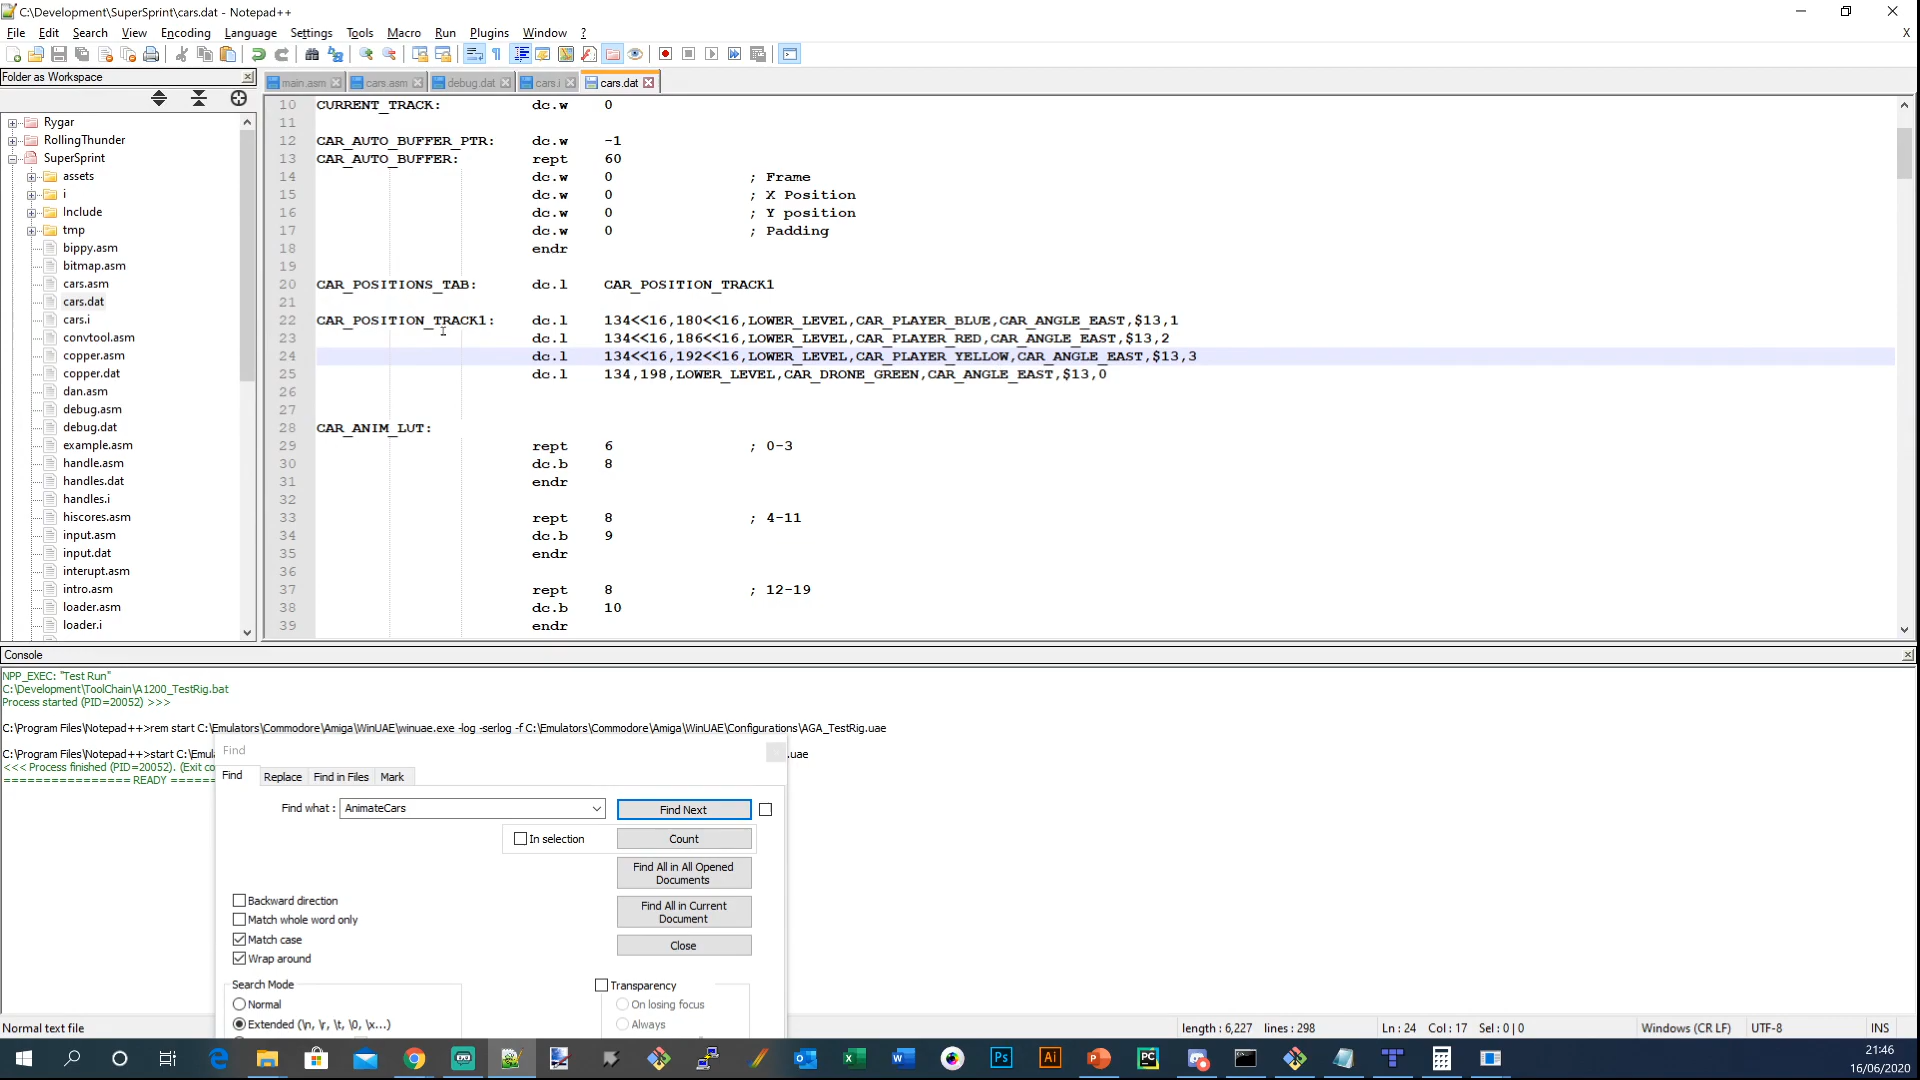 C:\Development\SuperSprint\cars.dat - Notepad++
File Edit Search View Encoding Language Settings Tools Macro Run Plugins Window ?
X
Folder as Workspace
main.asm cars.asm debug.dat cars.i cars.dat
Rygar
RollingThunder
SuperSprint
assets
i
Include
tmp
bippy.asm
bitmap.asm
cars.asm
cars.dat
cars.i
convtool.asm
copper.asm
copper.dat
dan.asm
debug.asm
debug.dat
example.asm
handle.asm
handles.dat
handles.i
hiscores.asm
input.asm
input.dat
interupt.asm
intro.asm
loader.asm
loader.i
10 CURRENT_TRACK: dc.w 0
11
12 CAR_AUTO_BUFFER_PTR: dc.w -1
13 CAR_AUTO_BUFFER: rept 60
14 dc.w 0 ; Frame
15 dc.w 0 ; X Position
16 dc.w 0 ; Y position
17 dc.w 0 ; Padding
18 endr
19
20 CAR_POSITIONS_TAB: dc.l CAR_POSITION_TRACK1
21
22 CAR_POSITION_TRACK1: dc.l 134<<16,180<<16,LOWER_LEVEL,CAR_PLAYER_BLUE,CAR_ANGLE_EAST,$13,1
23 dc.l 134<<16,186<<16,LOWER_LEVEL,CAR_PLAYER_RED,CAR_ANGLE_EAST,$13,2
24 dc.l 134<<16,192<<16,LOWER_LEVEL,CAR_PLAYER_YELLOW,CAR_ANGLE_EAST,$13,3
25 dc.l 134,198,LOWER_LEVEL,CAR_DRONE_GREEN,CAR_ANGLE_EAST,$13,0
26
27
28 CAR_ANIM_LUT:
29 rept 6 ; 0-3
30 dc.b 8
31 endr
32
33 rept 8 ; 4-11
34 dc.b 9
35 endr
36
37 rept 8 ; 12-19
38 dc.b 10
39 endr
Console
NPP_EXEC: "Test Run"
C:\Development\ToolChain\A1200_TestRig.bat
Process started (PID=20052) >>>
C:\Program Files\Notepad++>rem start C:\Emulators\Commodore\Amiga\WinUAE\winuae.exe -log -serlog -f C:\Emulators\Commodore\Amiga\WinUAE\Configurations\AGA_TestRig.uae
C:\Program Files\Notepad++>start C:\Emul .uae
<<< Process finished (PID=20052). (Exit co
================ READY ======
Find
Find Replace Find in Files Mark
Find what : AnimateCars
Find Next
In selection
Count
Find All in All Opened Documents
Find All in Current Document
Close
Backward direction
Match whole word only
Match case
Wrap around
Search Mode
Normal
Extended (\n, \r, \t, \0, \x...)
Transparency
On losing focus
Always
Normal text file length : 6,227 lines : 298 Ln : 24 Col : 17 Sel : 0 | 0 Windows (CR LF) UTF-8 INS
Ps Ai PC
21:46
16/06/2020